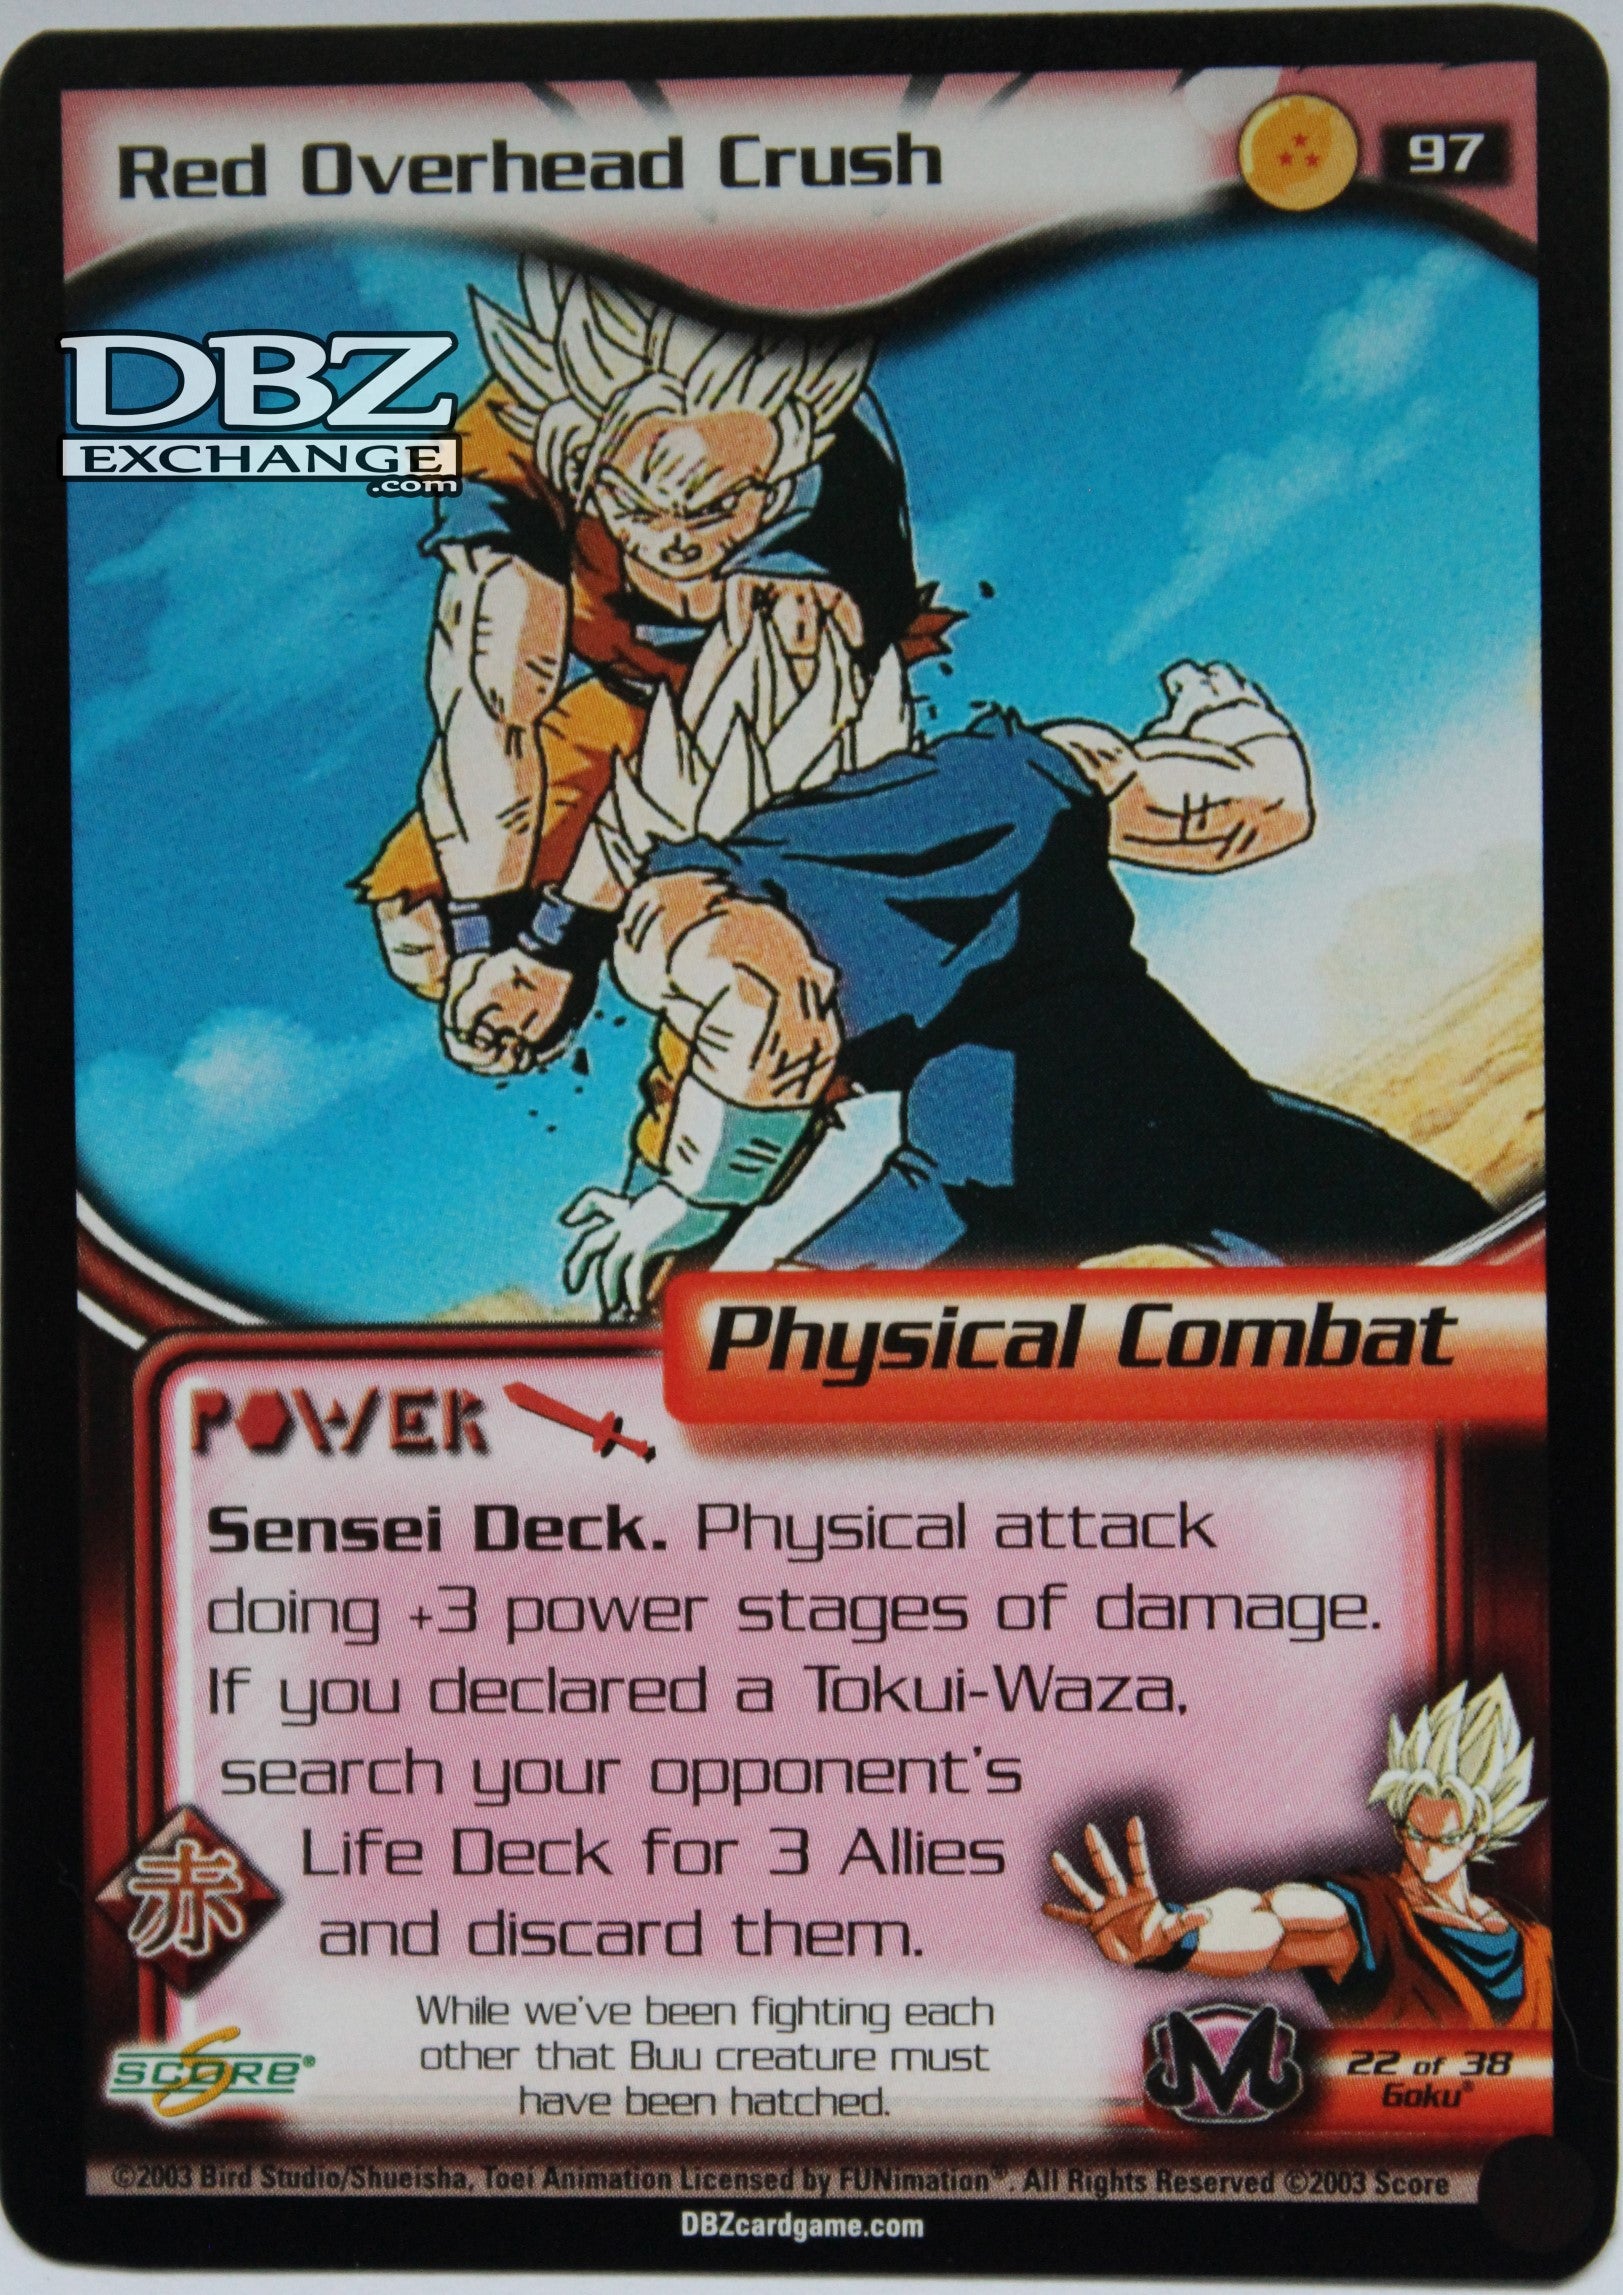 Red Overhead Crush
97
DBZ
EXCHANGE
.com
Physical Combat
POWER
Sensei Deck. Physical attack
doing +3 power stages of damage.
If you declared a Tokui-Waza,
search your opponent's
Life Deck for 3 Allies
and discard them.
赤
While we've been fighting each
other that Buu creature must
have been hatched.
SCORE®
M
22 of 38
Goku®
©2003 Bird Studio/Shueisha, Toei Animation Licensed by FUNimation®. All Rights Reserved ©2003 Score
DBZcardgame.com